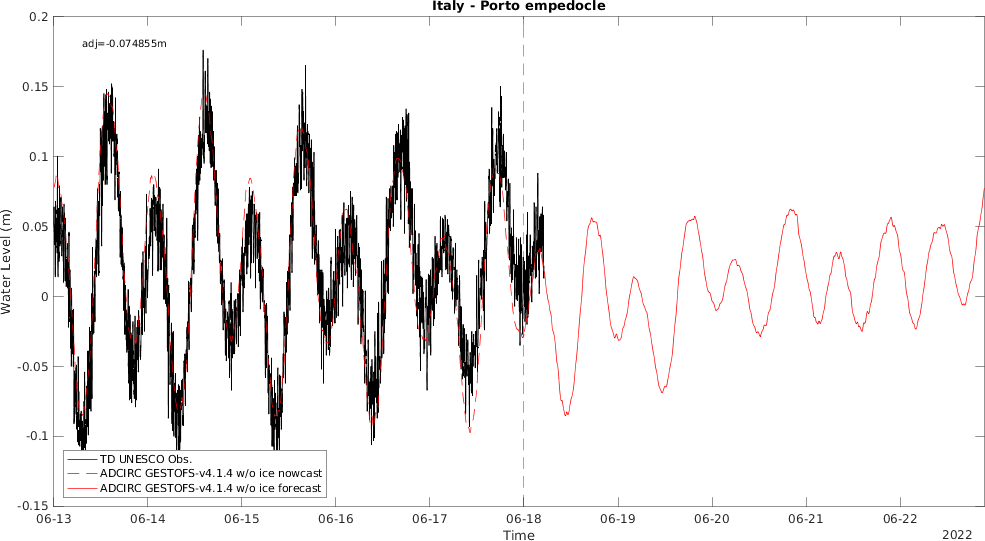 Italy - Porto empedocle
adj=-0.074855m
Water Level (m)
0.2
0.15
0.1
0.05
0
-0.05
-0.1
-0.15
TD UNESCO Obs.
ADCIRC GESTOFS-v4.1.4 w/o ice nowcast
ADCIRC GESTOFS-v4.1.4 w/o ice forecast
06-13 06-14 06-15 06-16 06-17 06-18 06-19 06-20 06-21 06-22
Time
2022